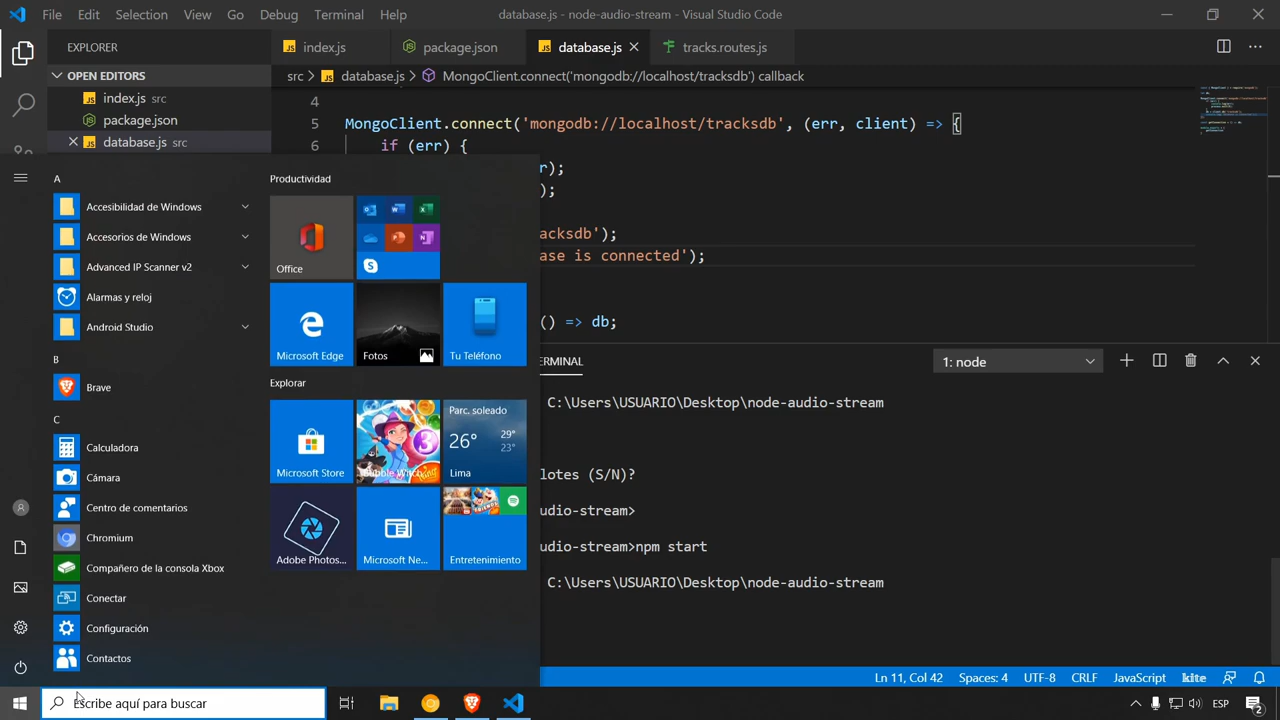 File Edit Selection View Go Debug Terminal Help
database.js - node-audio-stream - Visual Studio Code
EXPLORER
index.js
package.json
database.js
tracks.routes.js
OPEN EDITORS
src
database.js
MongoClient.connect('mongodb://localhost/tracksdb') callback
index.js src
package.json
database.js src
4
5 MongoClient.connect('mongodb://localhost/tracksdb', (err, client) => {
6 if (err) {
r);
);
acksdb');
ase is connected');
() => db;
A
Accesibilidad de Windows
Accesorios de Windows
Advanced IP Scanner v2
Alarmas y reloj
Android Studio
B
Brave
C
Calculadora
Cámara
Centro de comentarios
Chromium
Compañero de la consola Xbox
Conectar
Configuración
Contactos
Productividad
Office
Microsoft Edge
Fotos
Tu Teléfono
Explorar
Microsoft Store
Parc. soleado
26° 29°
23°
Lima
Adobe Photos...
Microsoft Ne...
Entretenimiento
ERMINAL
1: node
C:\Users\USUARIO\Desktop\node-audio-stream
lotes (S/N)?
udio-stream>
udio-stream>npm start
C:\Users\USUARIO\Desktop\node-audio-stream
Ln 11, Col 42 Spaces: 4 UTF-8 CRLF JavaScript kite
Escribe aquí para buscar
ESP
2